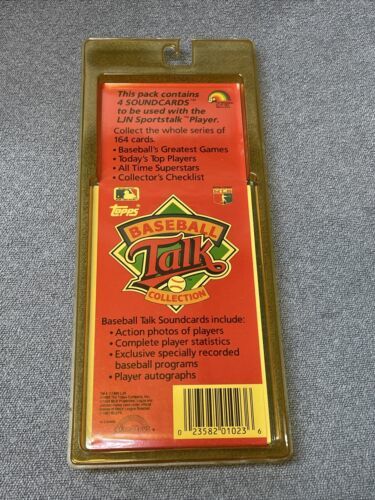 This pack contains
4 SOUNDCARDS™
to be used with the
LJN Sportstalk™ Player.
Collect the whole series of
164 cards.
• Baseball's Greatest Games
• Today's Top Players
• All Time Superstars
• Collector's Checklist
Topps
BASEBALL
Talk
COLLECTION
Baseball Talk Soundcards include:
• Action photos of players
• Complete player statistics
• Exclusive specially recorded
baseball programs
• Player autographs
0 23582 01023 6